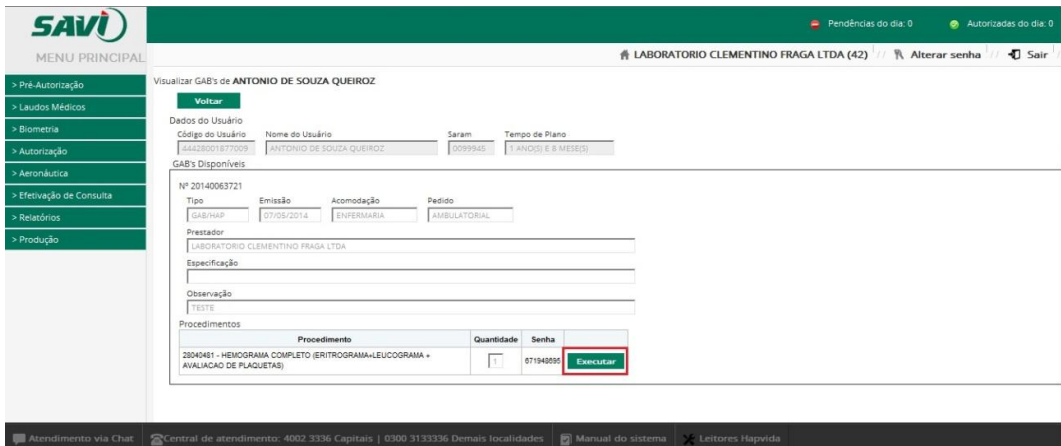 SAVI
Pendências do dia: 0
Autorizadas do dia: 0
MENU PRINCIPAL
LABORATORIO CLEMENTINO FRAGA LTDA (42) // Alterar senha // Sair
> Pré-Autorização
> Laudos Médicos
> Biometria
> Autorização
> Aeronáutica
> Efetivação de Consulta
> Relatórios
> Produção
Visualizar GAB's de ANTONIO DE SOUZA QUEIROZ
Voltar
Dados do Usuário
Código do Usuário Nome do Usuário Saram Tempo de Plano
44428001877009 ANTONIO DE SOUZA QUEIROZ 0099945 1 ANO(S) E 8 MESE(S)
GAB's Disponíveis
Nº 20140063721
Tipo Emissão Acomodação Pedido
GAB/HAP 07/05/2014 ENFERMARIA AMBULATORIAL
Prestador
LABORATORIO CLEMENTINO FRAGA LTDA
Especificação
Observação
TESTE
Procedimentos
Procedimento Quantidade Senha
28040481 - HEMOGRAMA COMPLETO (ERITROGRAMA+LEUCOGRAMA +
AVALIACAO DE PLAQUETAS) 1 671948695 Executar
Atendimento via Chat Central de atendimento: 4002 3336 Capitais | 0300 3133336 Demais localidades Manual do sistema Leitores Hapvida